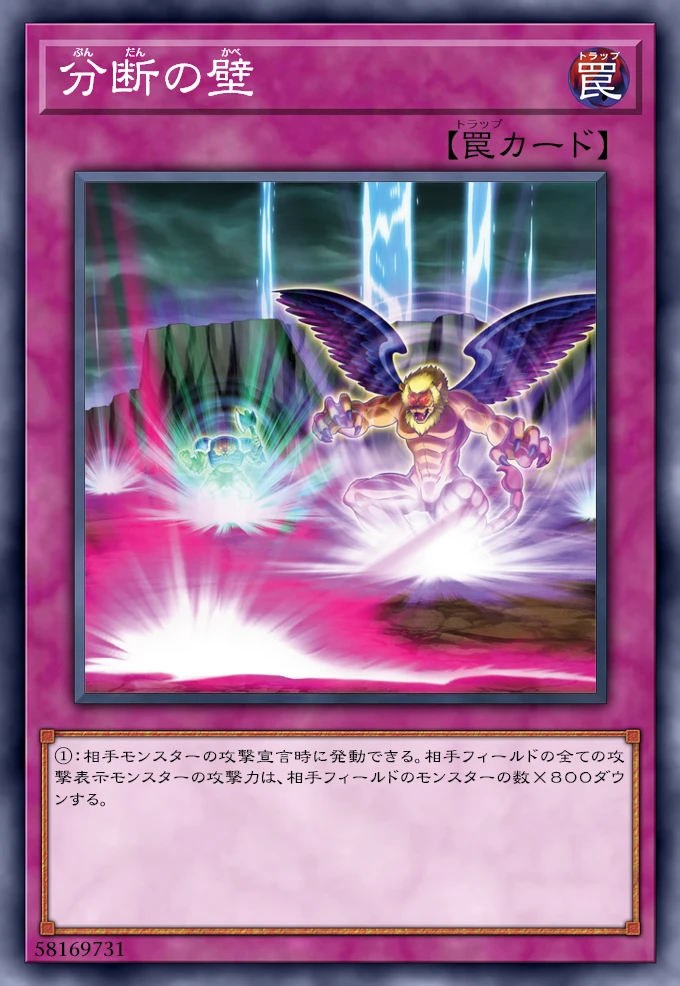 ぶん だん かべ
分断の壁
トラップ
罠
トラップ
【罠カード】
①：相手モンスターの攻撃宣言時に発動できる。相手フィールドの全ての攻
撃表示モンスターの攻撃力は、相手フィールドのモンスターの数×８００ダウ
ンする。
58169731